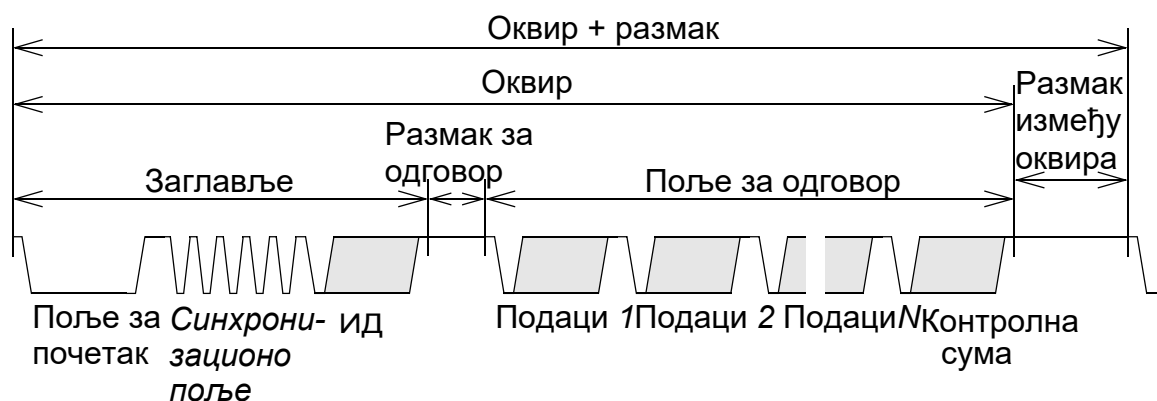 Оквир + размак
Оквир
Размак
између
оквира
Размак за
одговор
Заглавље
Поље за одговор
Поље за
почетак
Синхрони-
зационо
поље
ИД
Подаци 1
Подаци 2
Подаци N
Контролна
сума